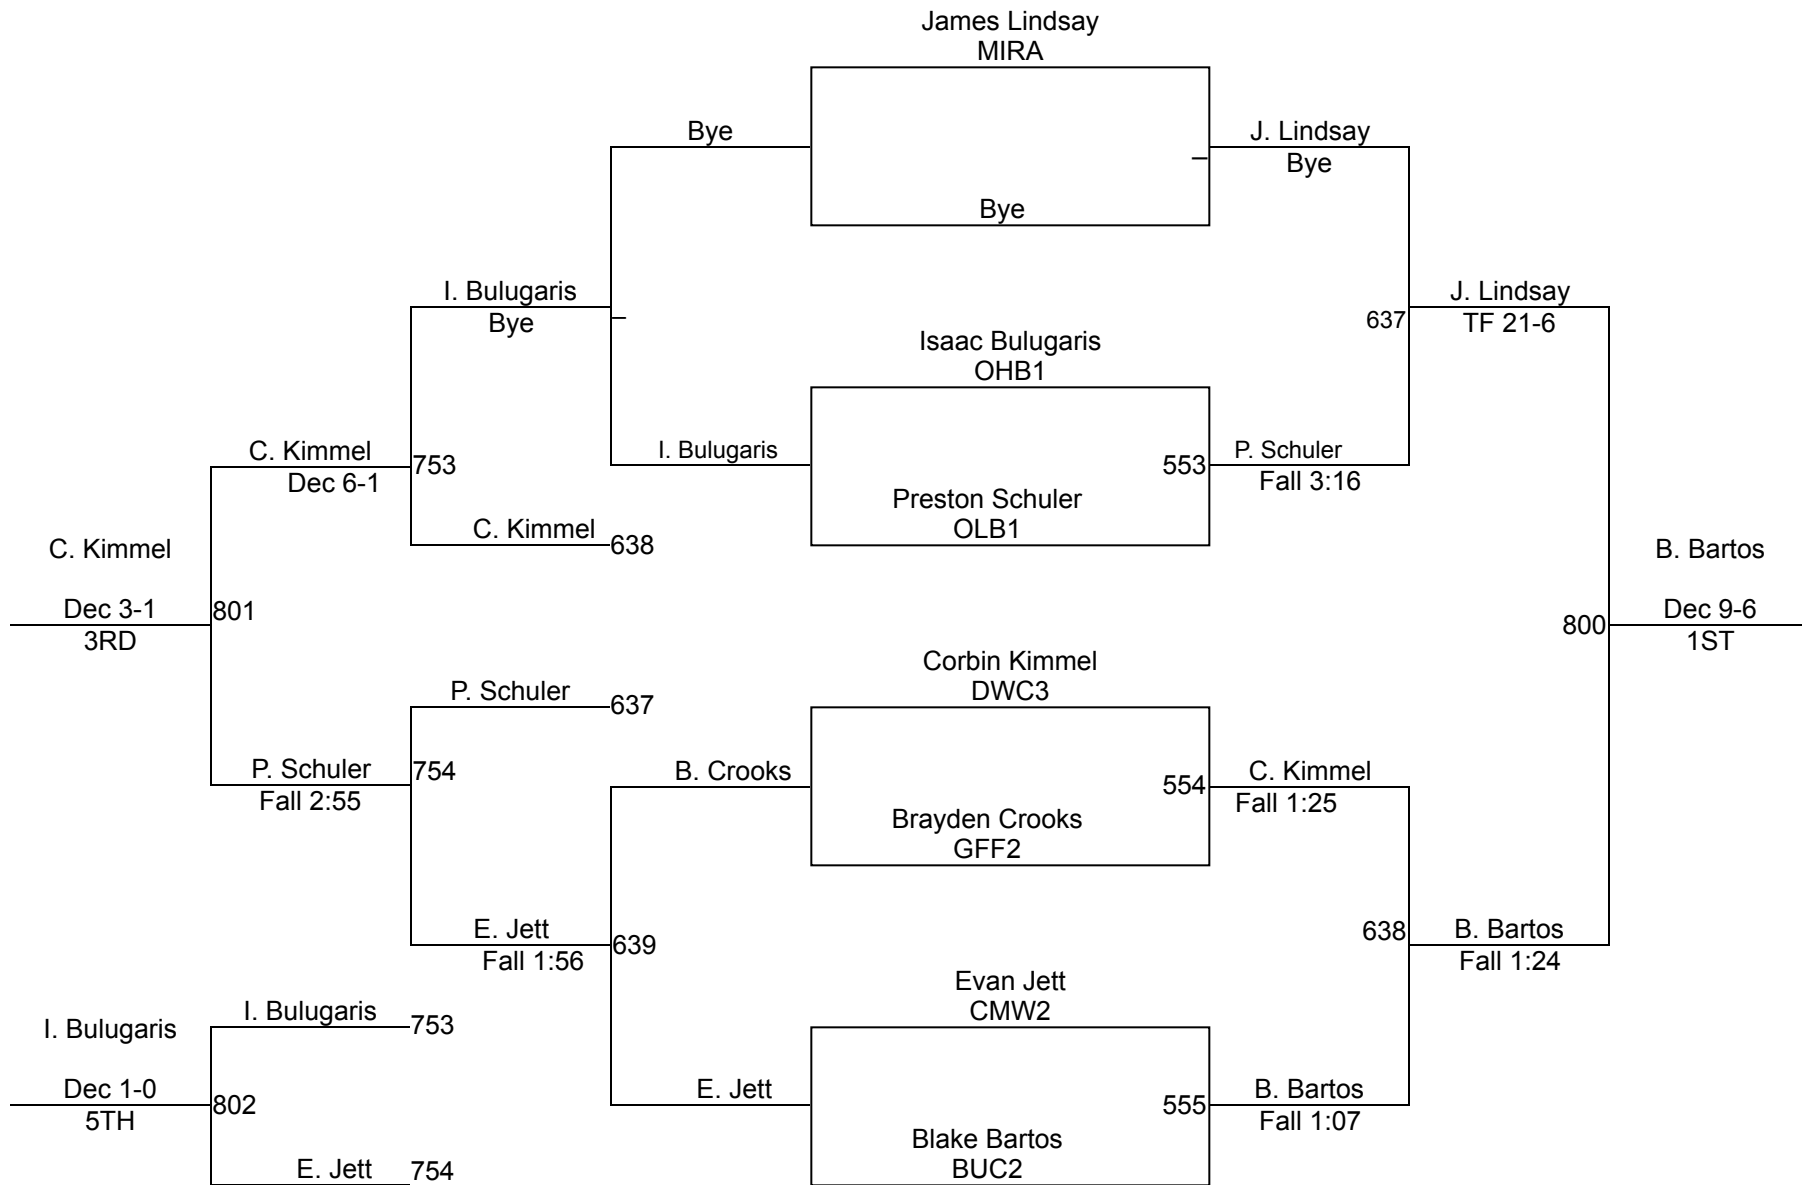 James Lindsay
MIRA
Bye
J. Lindsay
Bye
–
Bye
I. Bulugaris
Bye
–
J. Lindsay
TF 21-6
637
Isaac Bulugaris
OHB1
C. Kimmel
Dec 6-1
753
I. Bulugaris
553
P. Schuler
Fall 3:16
Preston Schuler
OLB1
C. Kimmel
638
C. Kimmel
Dec 3-1
3RD
801
B. Bartos
Dec 9-6
1ST
800
Corbin Kimmel
DWC3
P. Schuler
637
P. Schuler
Fall 2:55
754
B. Crooks
554
C. Kimmel
Fall 1:25
Brayden Crooks
GFF2
E. Jett
Fall 1:56
639
638
B. Bartos
Fall 1:24
Evan Jett
CMW2
I. Bulugaris
753
I. Bulugaris
Dec 1-0
5TH
802
E. Jett
555
B. Bartos
Fall 1:07
Blake Bartos
BUC2
E. Jett
754